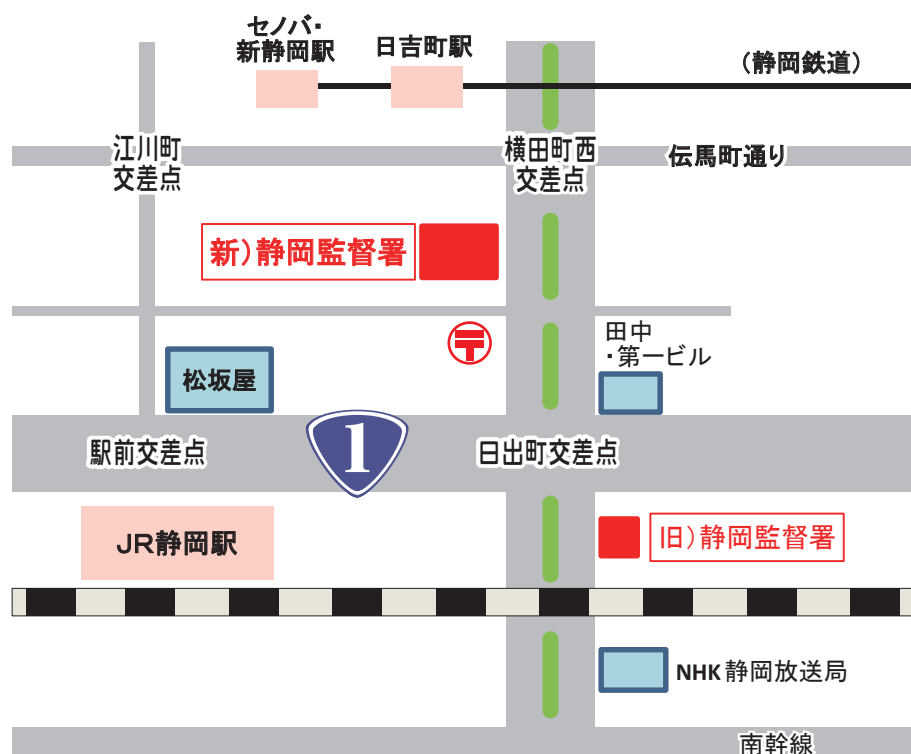 セノバ・
新静岡駅
日吉町駅
（静岡鉄道）
江川町
交差点
横田町西
交差点
伝馬町通り
新）静岡監督署
〒
田中
・第一ビル
松坂屋
駅前交差点
1
日出町交差点
JR静岡駅
旧）静岡監督署
NHK静岡放送局
南幹線